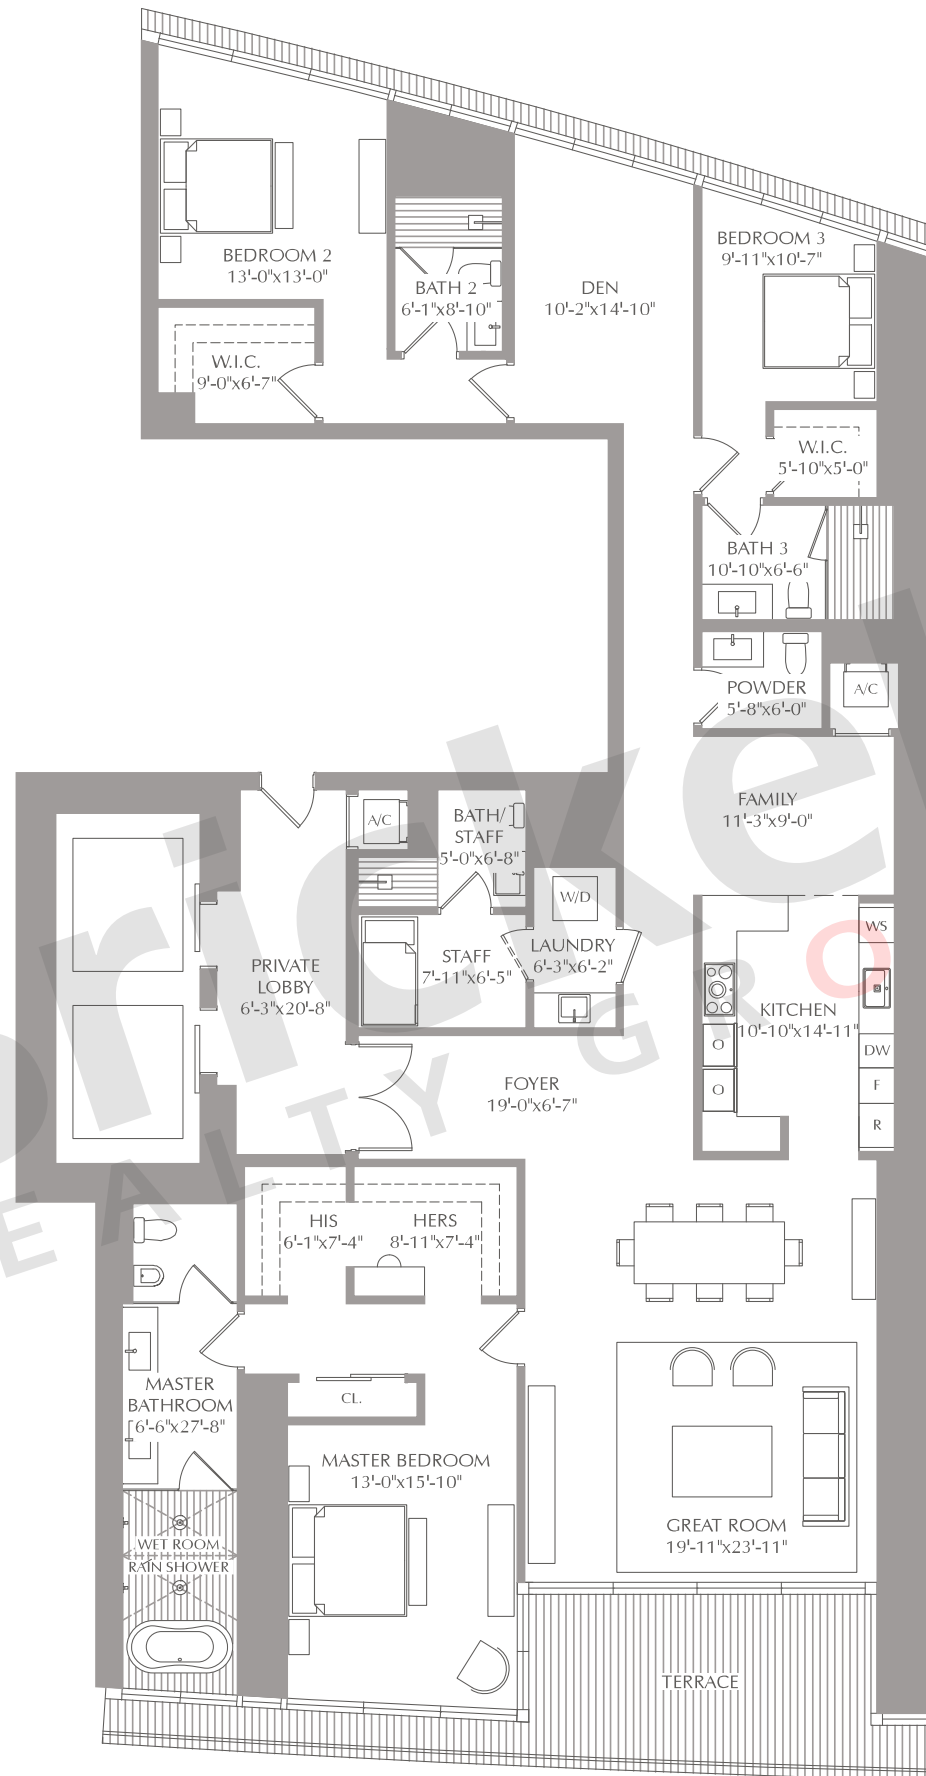 BEDROOM 2
13'-0"x13'-0"
BATH 2
6'-1"x8'-10"
DEN
10'-2"x14'-10"
BEDROOM 3
9'-11"x10'-7"
W.I.C.
9'-0"x6'-7"
W.I.C.
5'-10"x5'-0"
BATH 3
10'-10"x6'-6"
POWDER
5'-8"x6'-0"
A/C
FAMILY
11'-3"x9'-0"
A/C
BATH/
STAFF
5'-0"x6'-8"
W/D
STAFF
7'-11"x6'-5"
LAUNDRY
6'-3"x6'-2"
PRIVATE
LOBBY
6'-3"x20'-8"
WS
KITCHEN
10'-10"x14'-11"
O
O
DW
F
R
FOYER
19'-0"x6'-7"
HIS
6'-1"x7'-4"
HERS
8'-11"x7'-4"
CL.
MASTER
BATHROOM
6'-6"x27'-8"
MASTER BEDROOM
13'-0"x15'-10"
WET ROOM
RAIN SHOWER
GREAT ROOM
19'-11"x23'-11"
TERRACE
bricke
EALTY GRO